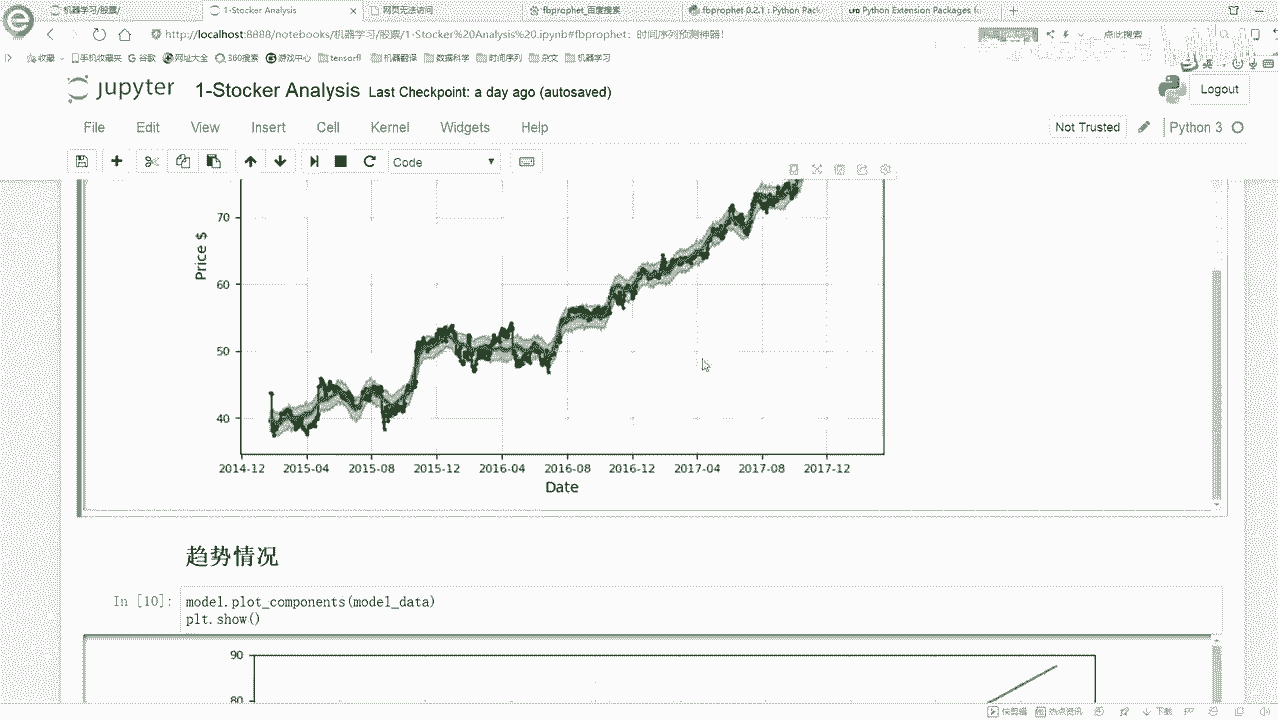 机器学习/股票/
1-Stocker Analysis
网页无法访问
fbprophet_百度搜索
fbprophet 0.2.1 : Python Pack
Python Extension Packages f
http://localhost:8888/notebooks/机器学习/股票/1-Stocker%20Analysis%20.ipynb#fbprophet：时间序列预测神器！
点此搜索
收藏
手机收藏夹
谷歌
网址大全
360搜索
游戏中心
tensorfl
机器翻译
数据科学
时间序列
杂文
机器学习
jupyter
1-Stocker Analysis
Last Checkpoint: a day ago (autosaved)
Logout
File
Edit
View
Insert
Cell
Kernel
Widgets
Help
Not Trusted
Python 3
Code
70
60
50
40
Price $
2014-12
2015-04
2015-08
2015-12
2016-04
2016-08
2016-12
2017-04
2017-08
2017-12
Date
趋势情况
In [10]:
model.plot_components(model_data)
plt.show()
90
80
快剪辑
热点资讯
下载